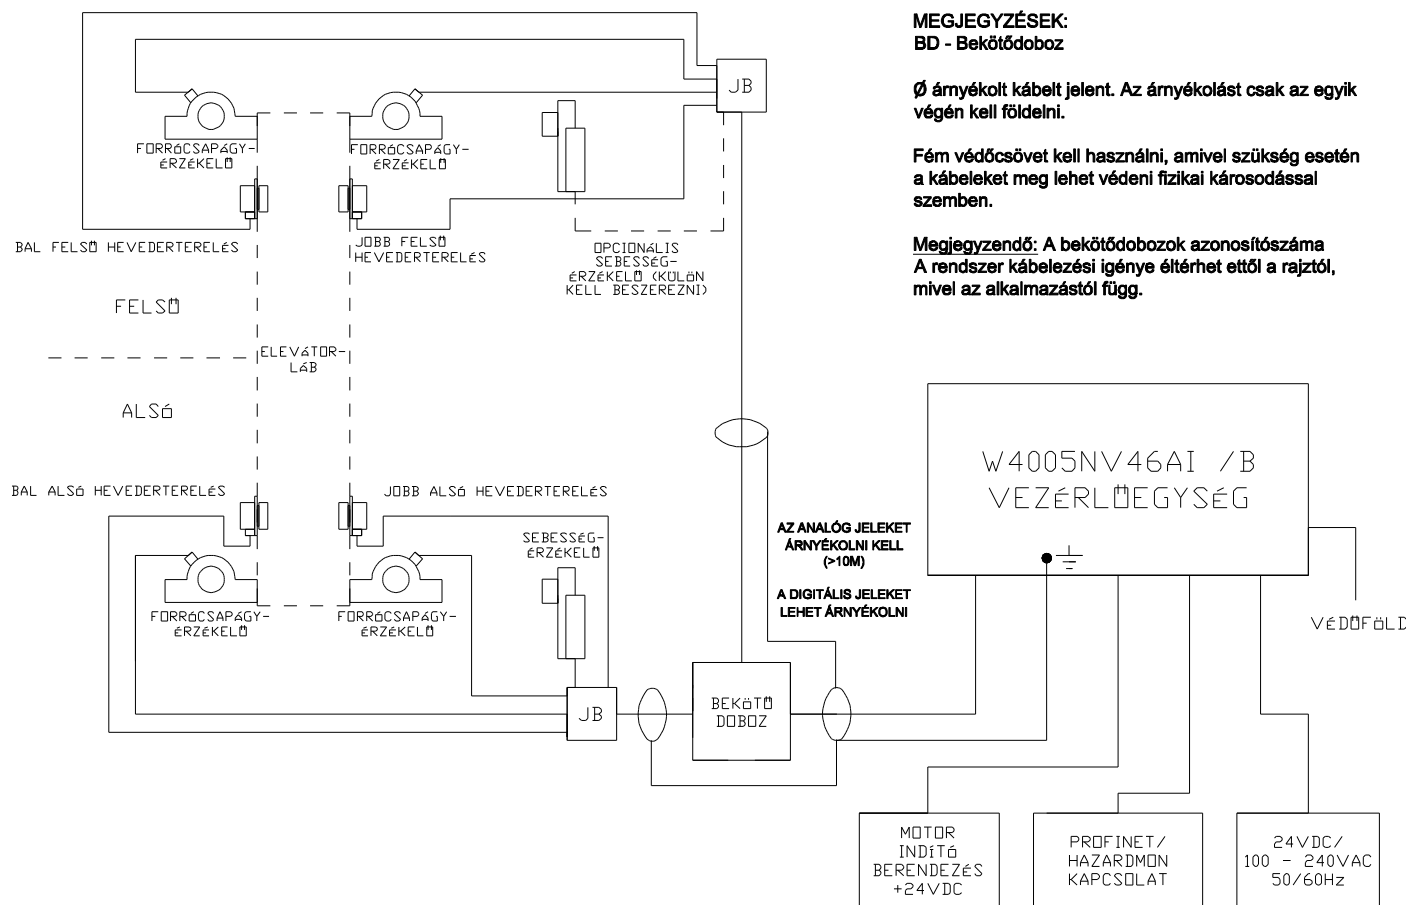 MEGJEGYZÉSEK:
BD - Bekötődoboz
Ø árnyékolt kábelt jelent. Az árnyékolást csak az egyik
végén kell földelni.
Fém védőcsövet kell használni, amivel szükség esetén
a kábeleket meg lehet védeni fizikai károsodással
szemben.
Megjegyzendő: A bekötődobozok azonosítószáma
A rendszer kábelezési igénye éltérhet ettől a rajztól,
mivel az alkalmazástól függ.
JB
FORRóCSAPáGY-
éRZéKELŐ
FORRóCSAPáGY-
éRZéKELŐ
BAL FELSŐ HEVEDERTERELéS
JOBB FELSŐ
HEVEDERTERELéS
OPCIONáLIS
SEBESSéG-
éRZéKELŐ (KÜLöN
KELL BESZEREZNI)
FELSŐ
ELEVáTOR-
LáB
ALSó
BAL ALSó HEVEDERTERELéS
JOBB ALSó HEVEDERTERELéS
SEBESSéG-
éRZéKELŐ
FORRóCSAPáGY-
éRZéKELŐ
FORRóCSAPáGY-
éRZéKELŐ
JB
BEKöTŐ
DOBOZ
AZ ANALÓG JELEKET
ÁRNYÉKOLNI KELL
(>10M)
A DIGITÁLIS JELEKET
LEHET ÁRNYÉKOLNI
W4005NV46AI /B
VEZéRLŐEGYSéG
VéDŐFöLD
MOTOR
INDíTó
BERENDEZéS
+24VDC
PROFINET/
HAZARDMON
KAPCSOLAT
24VDC/
100 - 240VAC
50/60Hz